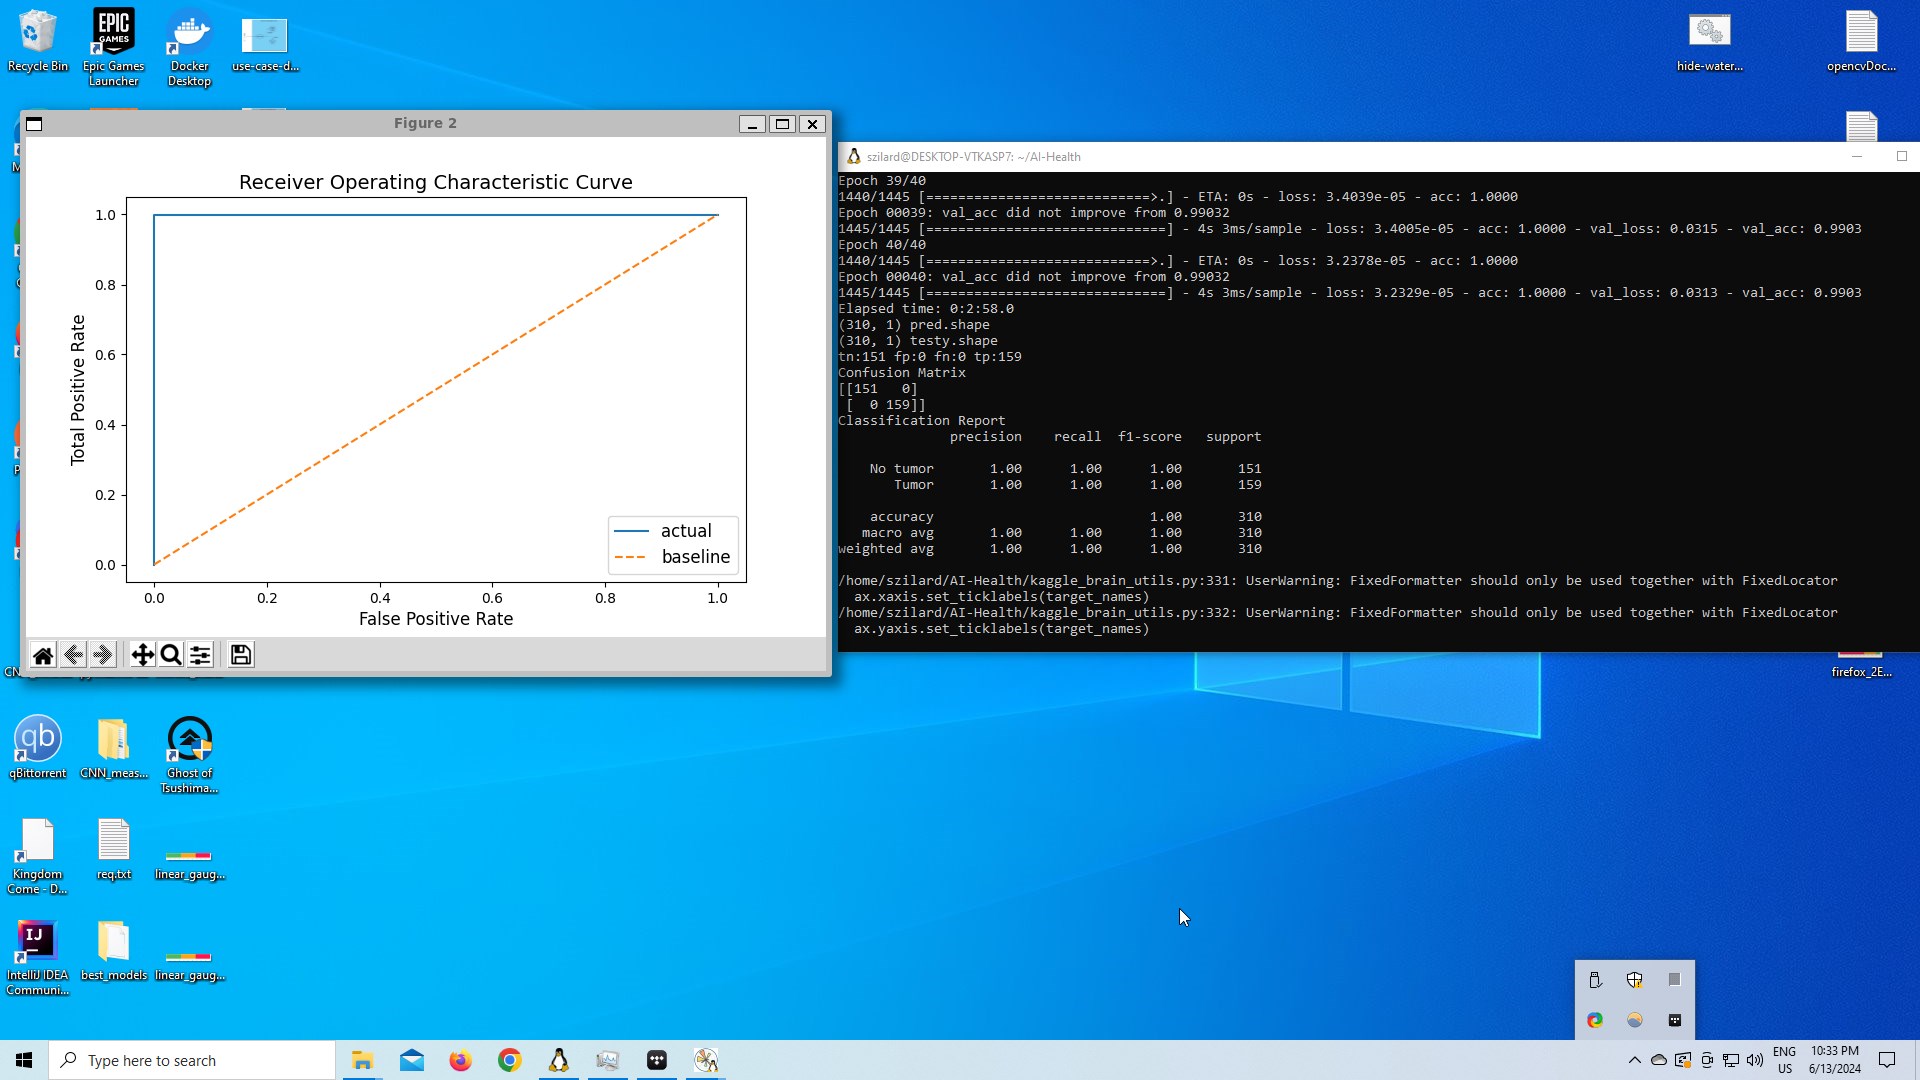 Recycle Bin
Epic Games
Launcher
Docker
Desktop
use-case-d...
hide-water...
opencvDoc...
EPIC
GAMES
Figure 2
Receiver Operating Characteristic Curve
1.0
0.8
0.6
0.4
0.2
0.0
Total Positive Rate
0.0 0.2 0.4 0.6 0.8 1.0
False Positive Rate
actual
baseline
szilard@DESKTOP-VTKASP7: ~/AI-Health
Epoch 39/40
1440/1445 [============================>.] - ETA: 0s - loss: 3.4039e-05 - acc: 1.0000
Epoch 00039: val_acc did not improve from 0.99032
1445/1445 [==============================] - 4s 3ms/sample - loss: 3.4005e-05 - acc: 1.0000 - val_loss: 0.0315 - val_acc: 0.9903
Epoch 40/40
1440/1445 [============================>.] - ETA: 0s - loss: 3.2378e-05 - acc: 1.0000
Epoch 00040: val_acc did not improve from 0.99032
1445/1445 [==============================] - 4s 3ms/sample - loss: 3.2329e-05 - acc: 1.0000 - val_loss: 0.0313 - val_acc: 0.9903
Elapsed time: 0:2:58.0
(310, 1) pred.shape
(310, 1) testy.shape
tn:151 fp:0 fn:0 tp:159
Confusion Matrix
[[151   0]
 [  0 159]]
Classification Report
precision recall f1-score support
No tumor 1.00 1.00 1.00 151
Tumor 1.00 1.00 1.00 159
accuracy 1.00 310
macro avg 1.00 1.00 1.00 310
weighted avg 1.00 1.00 1.00 310
/home/szilard/AI-Health/kaggle_brain_utils.py:331: UserWarning: FixedFormatter should only be used together with FixedLocator
ax.xaxis.set_ticklabels(target_names)
/home/szilard/AI-Health/kaggle_brain_utils.py:332: UserWarning: FixedFormatter should only be used together with FixedLocator
ax.yaxis.set_ticklabels(target_names)
firefox_2E...
qb
qBittorrent
CNN_meas...
Ghost of
Tsushima...
Kingdom
Come - D...
req.txt
linear_gaug...
IJ
IntelliJ IDEA
Communi...
best_models
linear_gaug...
Type here to search
ENG
US
10:33 PM
6/13/2024